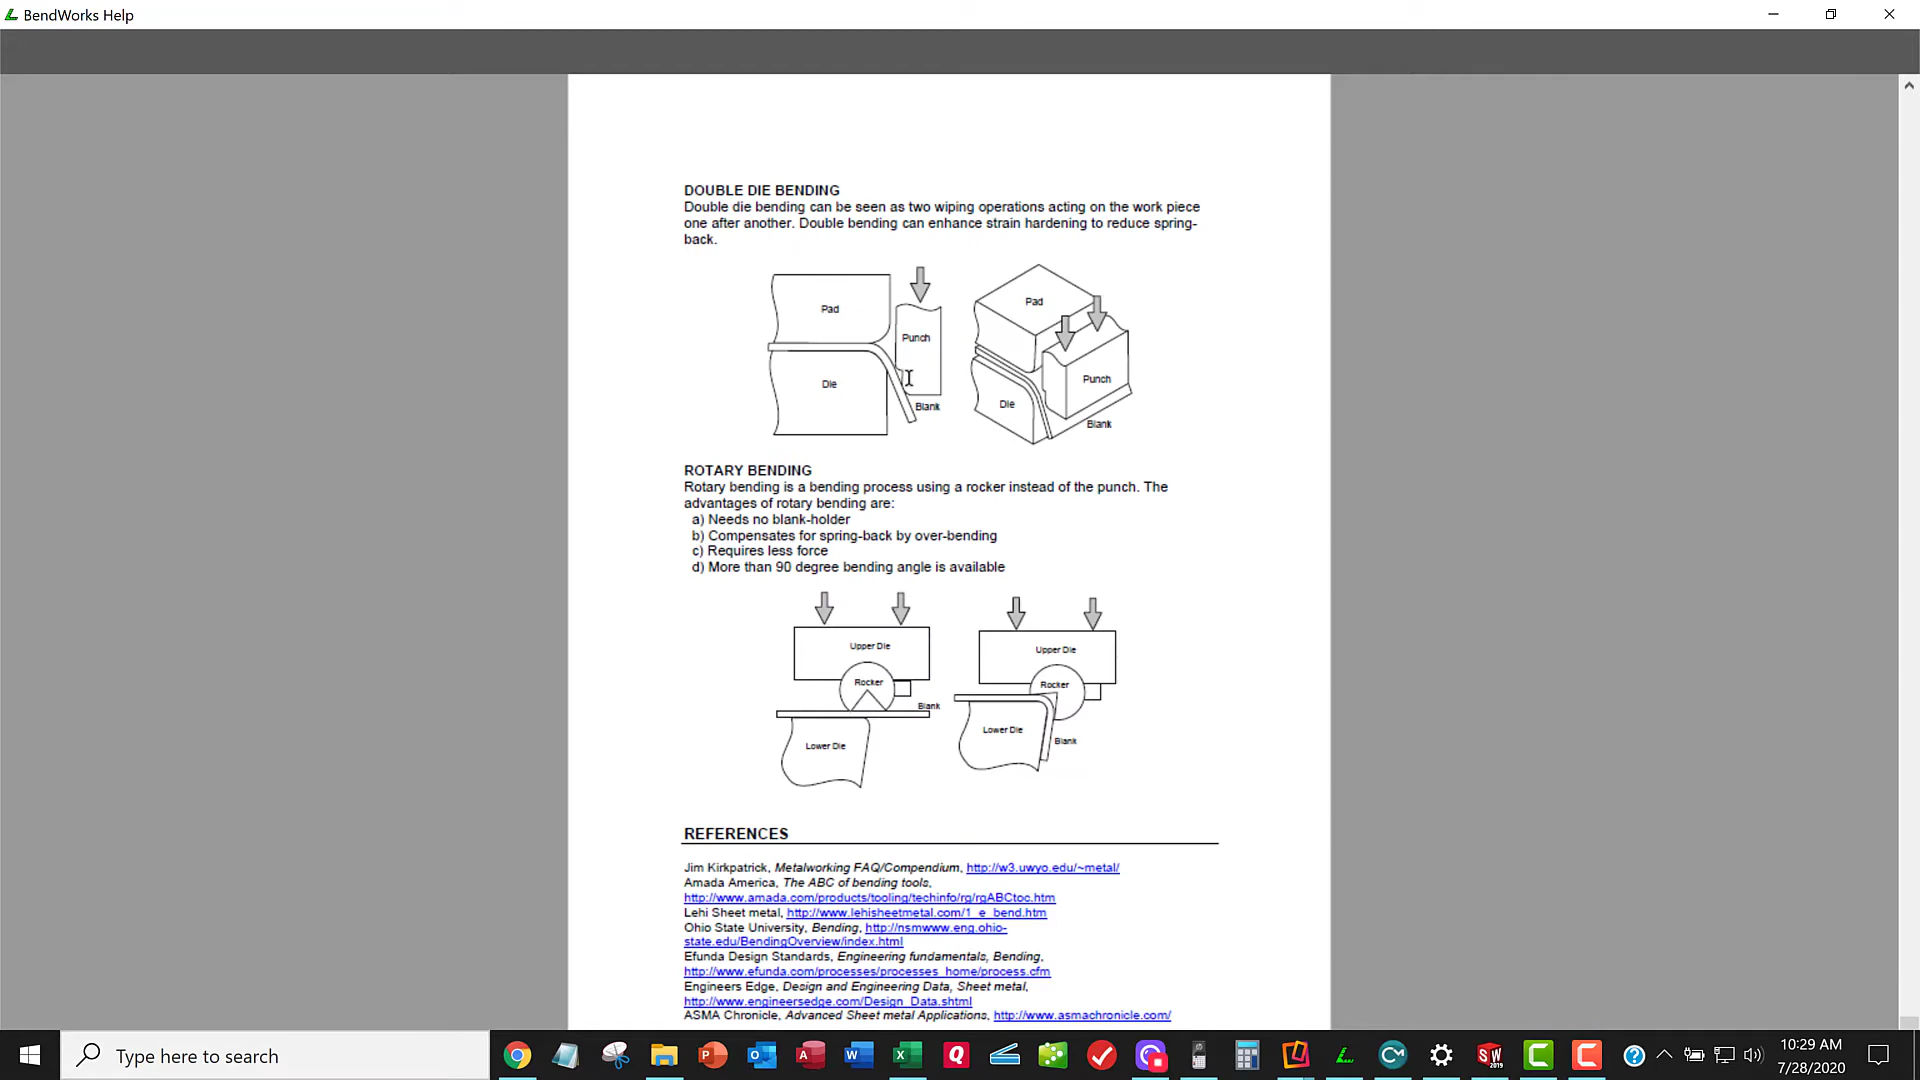 BendWorks Help
DOUBLE DIE BENDING
Double die bending can be seen as two wiping operations acting on the work piece
one after another. Double bending can enhance strain hardening to reduce spring-
back.
Pad
Punch
Die
Blank
Pad
Punch
Die
Blank
ROTARY BENDING
Rotary bending is a bending process using a rocker instead of the punch. The
advantages of rotary bending are:
a) Needs no blank-holder
b) Compensates for spring-back by over-bending
c) Requires less force
d) More than 90 degree bending angle is available
Upper Die
Rocker
Blank
Lower Die
Upper Die
Rocker
Lower Die
Blank
REFERENCES
Jim Kirkpatrick, Metalworking FAQ/Compendium, http://w3.uwyo.edu/~metal/
Amada America, The ABC of bending tools,
http://www.amada.com/products/tooling/techinfo/rg/rgABCtoc.htm
Lehi Sheet metal, http://www.lehisheetmetal.com/1_e_bend.htm
Ohio State University, Bending, http://nsmwww.eng.ohio-
state.edu/BendingOverview/index.html
Efunda Design Standards, Engineering fundamentals, Bending,
http://www.efunda.com/processes/processes_home/process.cfm
Engineers Edge, Design and Engineering Data, Sheet metal,
http://www.engineersedge.com/Design_Data.shtml
ASMA Chronicle, Advanced Sheet metal Applications, http://www.asmachronicle.com/
Type here to search
SW
2019
10:29 AM
7/28/2020